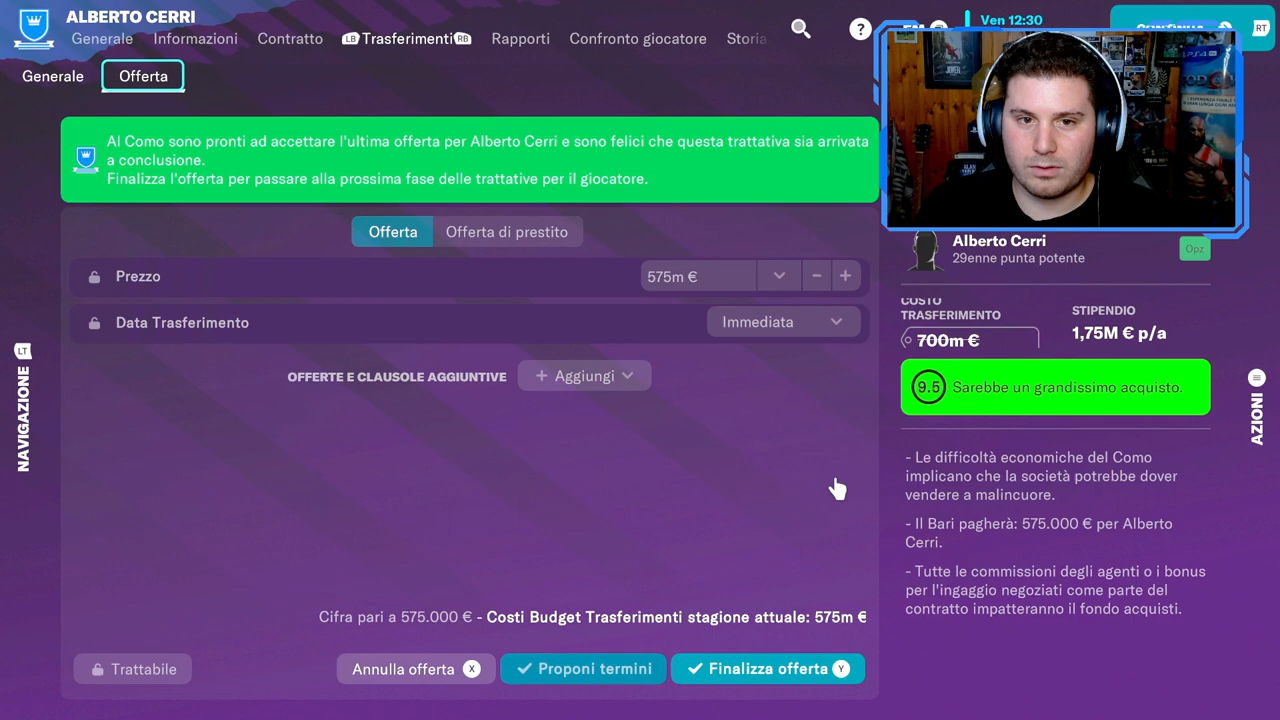 ALBERTO CERRI
Generale Informazioni Contratto LB Trasferimenti RB Rapporti Confronto giocatore Storia
? Ven 12:30 RT
Generale Offerta
Al Como sono pronti ad accettare l'ultima offerta per Alberto Cerri e sono felici che questa trattativa sia arrivata
a conclusione.
Finalizza l'offerta per passare alla prossima fase delle trattative per il giocatore.
Offerta Offerta di prestito
Prezzo 575m € − +
Data Trasferimento Immediata
OFFERTE E CLAUSOLE AGGIUNTIVE + Aggiungi
Cifra pari a 575.000 € - Costi Budget Trasferimenti stagione attuale: 575m €
Trattabile Annulla offerta X Proponi termini Finalizza offerta Y
LT
NAVIGAZIONE
Alberto Cerri
29enne punta potente
Opz
COSTO
TRASFERIMENTO
700m €
STIPENDIO
1,75M € p/a
9.5 Sarebbe un grandissimo acquisto.
- Le difficoltà economiche del Como
implicano che la società potrebbe dover
vendere a malincuore.
- Il Bari pagherà: 575.000 € per Alberto
Cerri.
- Tutte le commissioni degli agenti o i bonus
per l'ingaggio negoziati come parte del
contratto impatteranno il fondo acquisti.
AZIONI
PS4